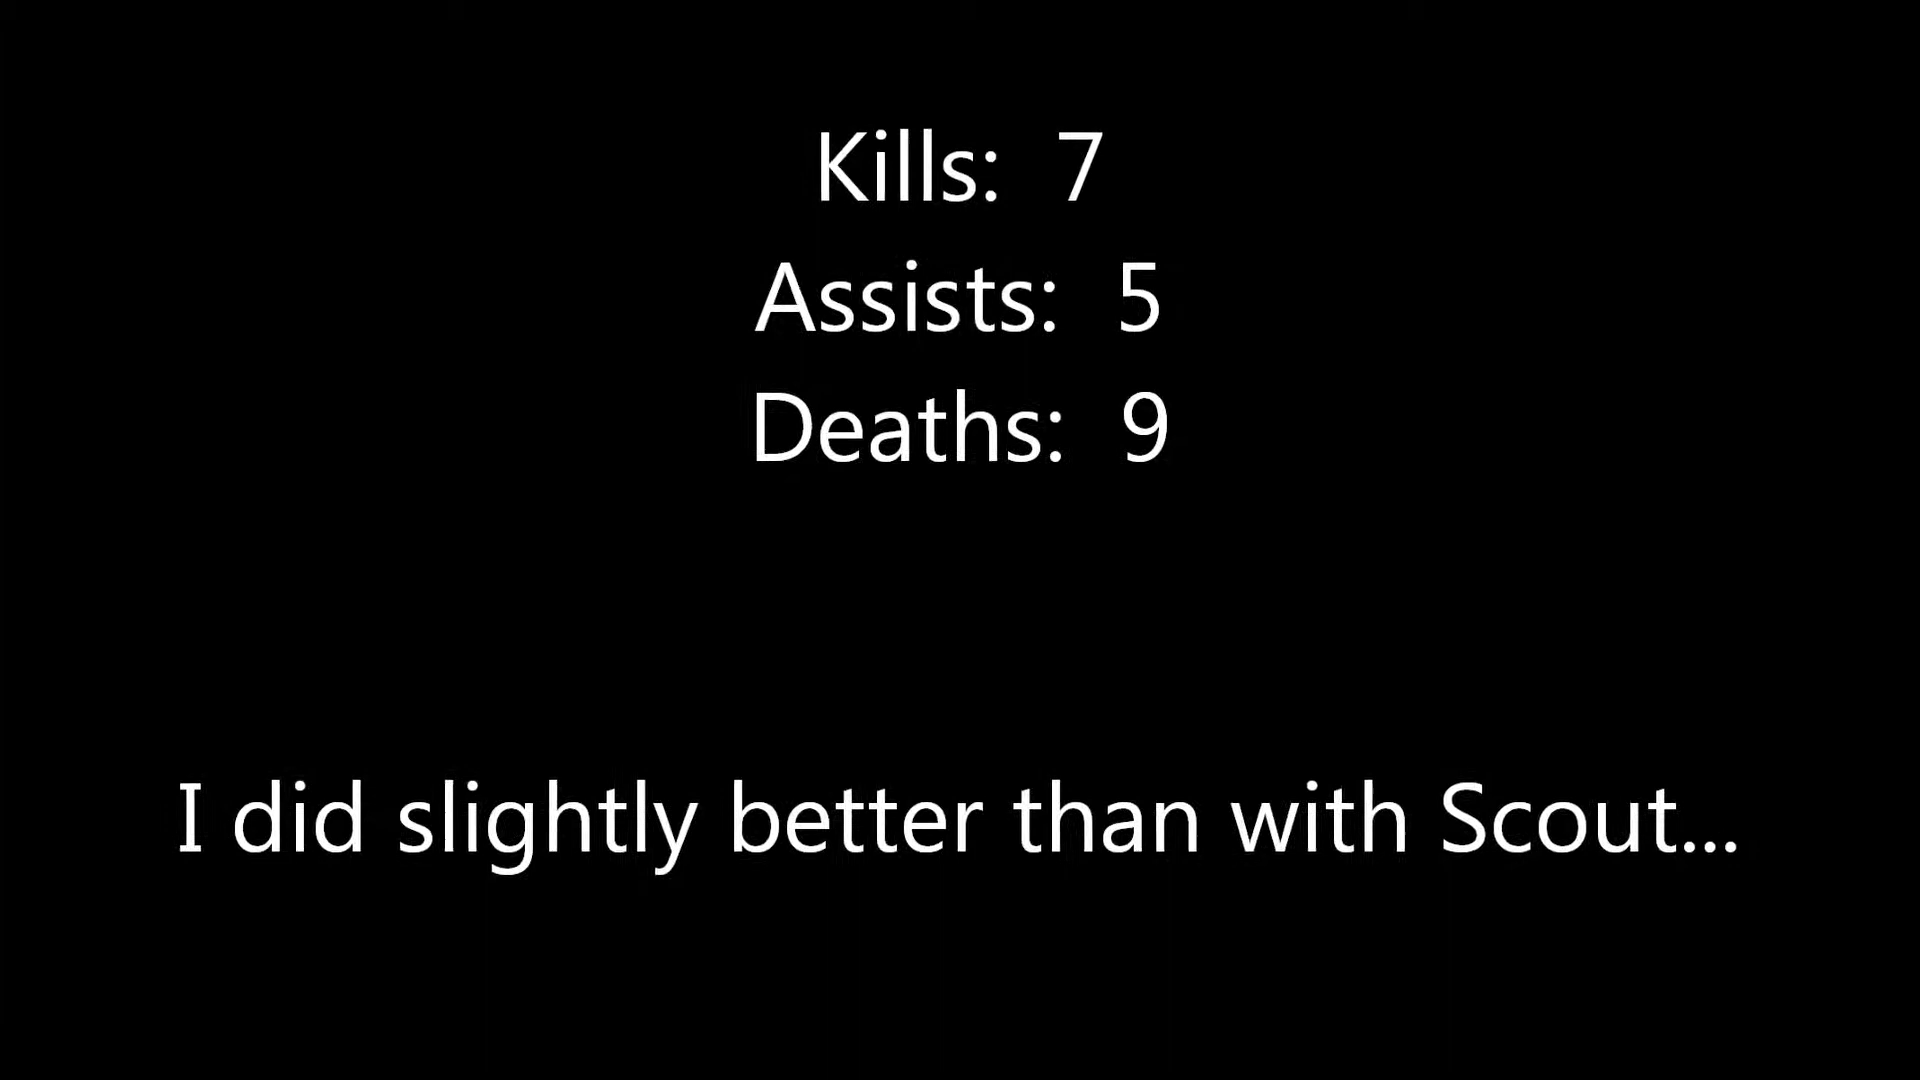 Kills:  7
Assists:  5
Deaths:  9
I did slightly better than with Scout...